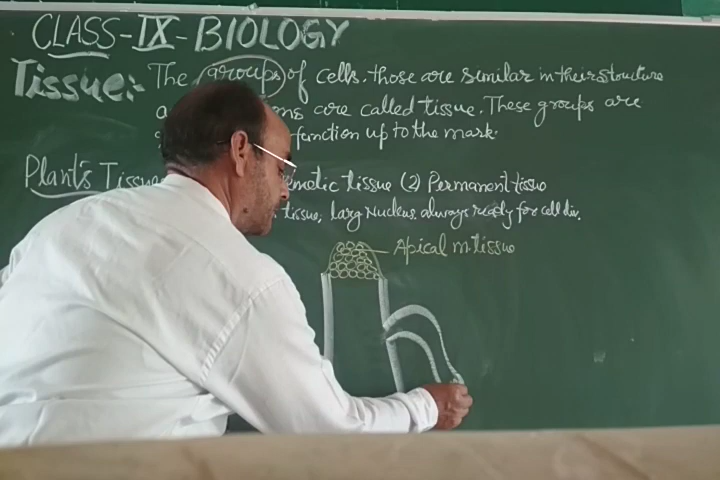 CLASS-IX-BIOLOGY
Tissue:- The groups of cells. those are similar in their structure
are called tissue. These groups are
function up to the mark.
Plants Tissue
tissue (2) Permanent tissue
tissue, larg Nucleus always ready for cell div.
Apical m.tissue